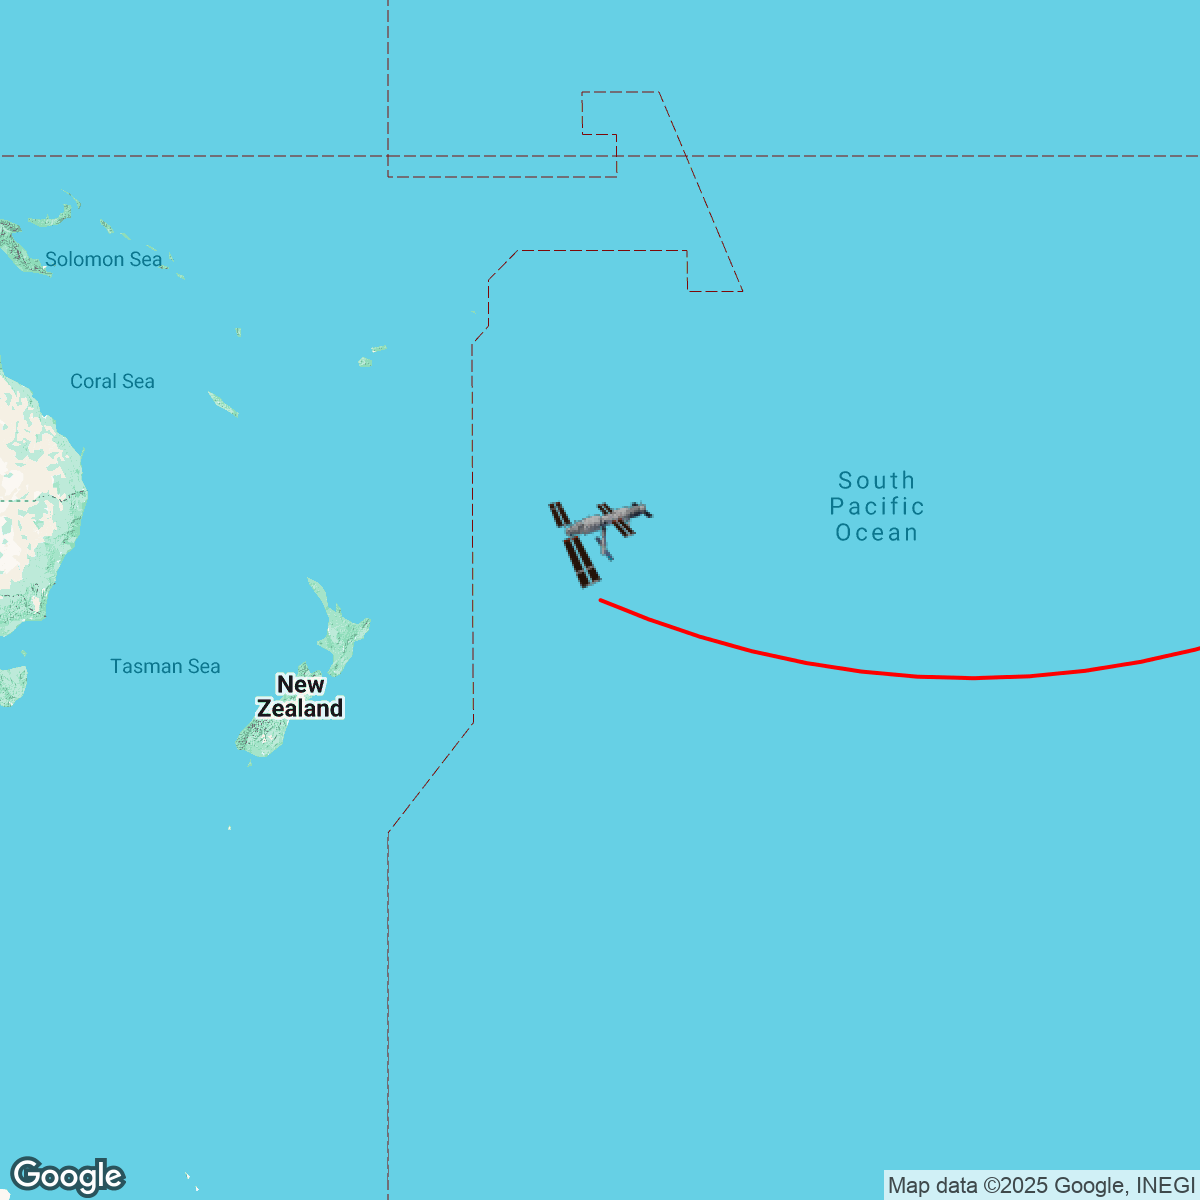 Solomon Sea
Coral Sea
South
Pacific
Ocean
Tasman Sea
New
Zealand
Google
Map data ©2025 Google, INEGI